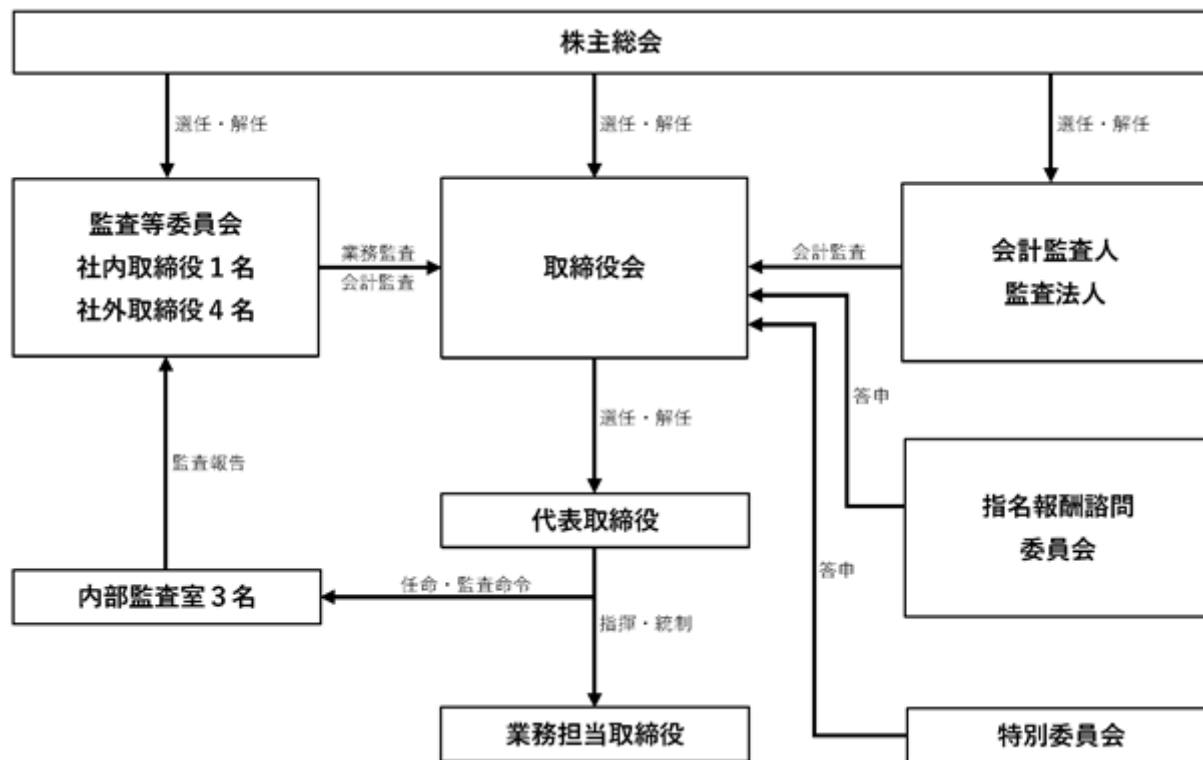 株主総会
選任・解任
選任・解任
選任・解任
監査等委員会
社内取締役1名
社外取締役4名
業務監査
会計監査
取締役会
会計監査
会計監査人
監査法人
答申
選任・解任
監査報告
指名報酬諮問
委員会
代表取締役
答申
内部監査室3名
任命・監査命令
指揮・統制
業務担当取締役
特別委員会